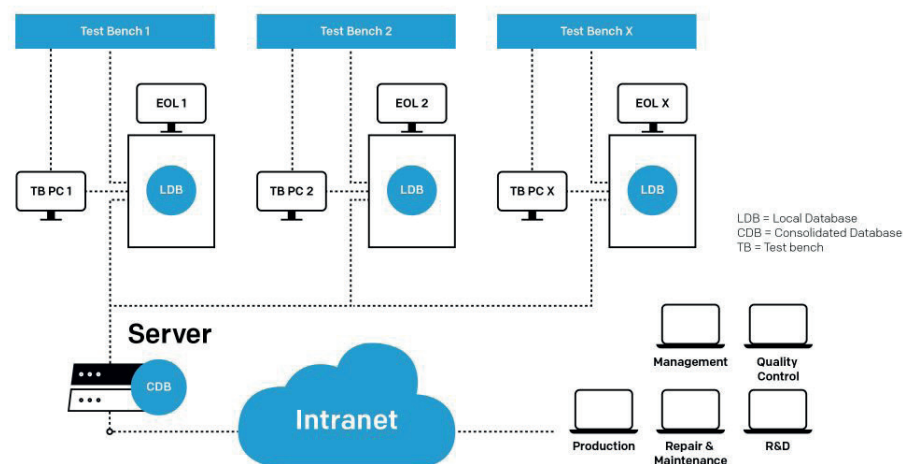 Test Bench 1
Test Bench 2
Test Bench X
EOL 1
EOL 2
EOL X
TB PC 1
LDB
TB PC 2
LDB
TB PC X
LDB
LDB = Local Database
CDB = Consolidated Database
TB = Test bench
Server
CDB
Intranet
Management
Quality
Control
Production
Repair &
Maintenance
R&D